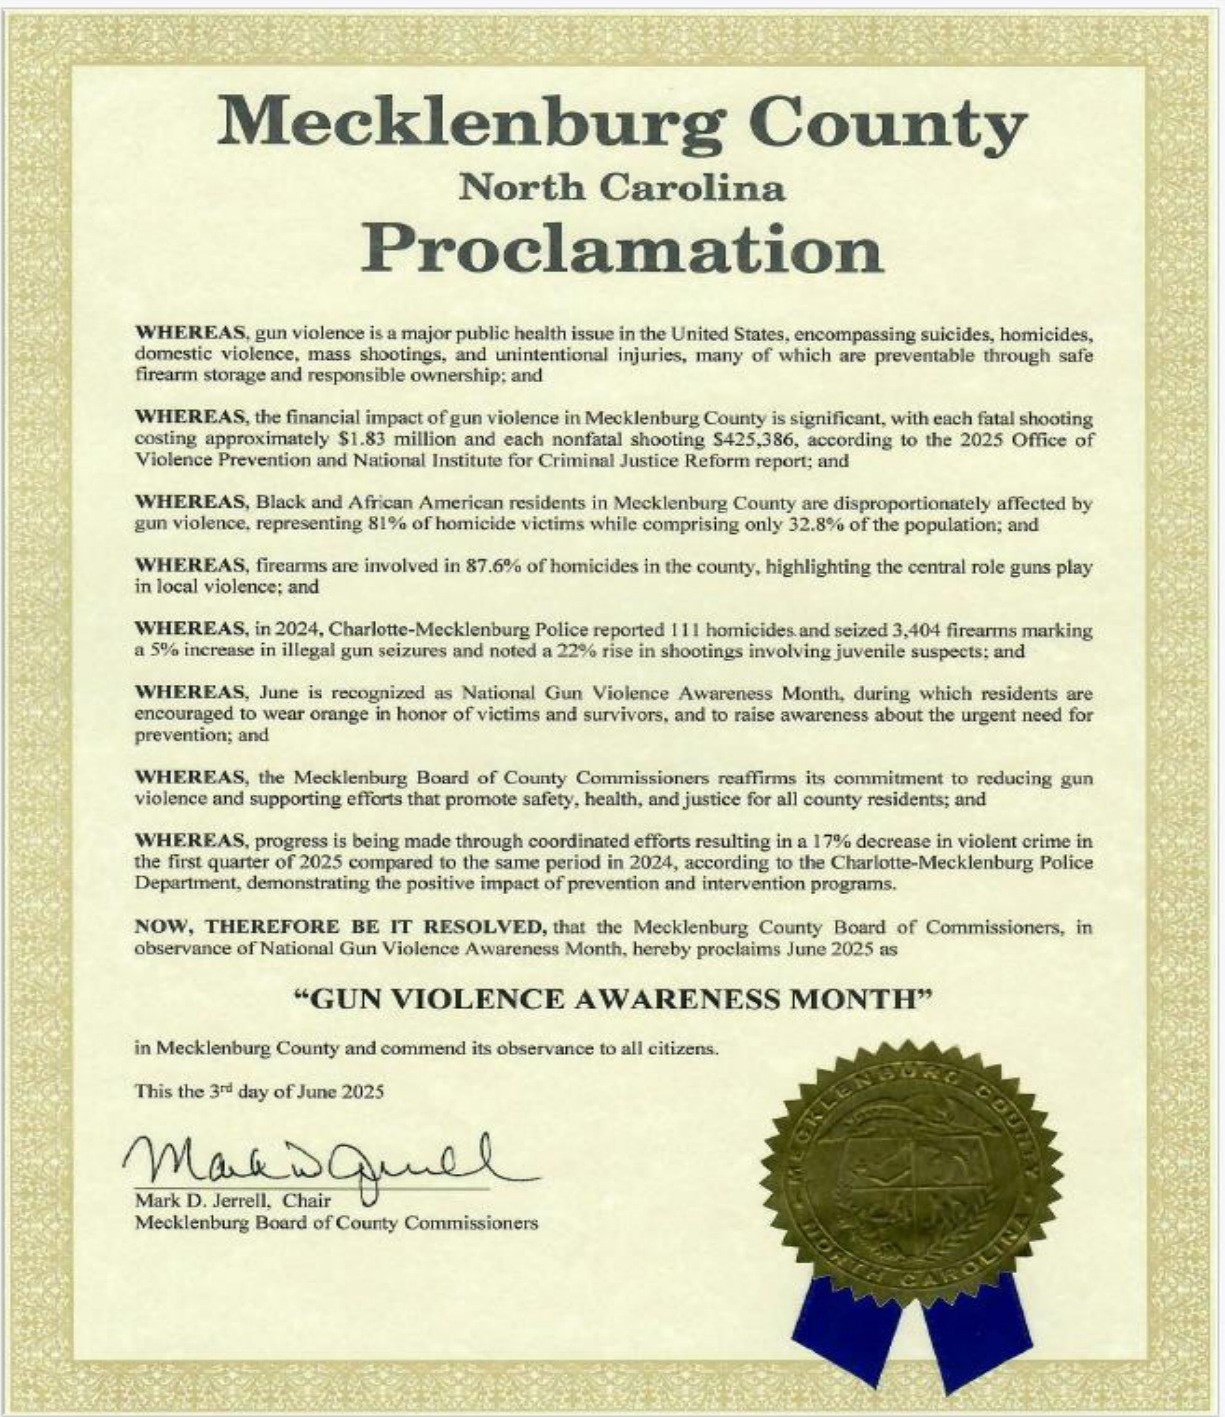 Mecklenburg County
North Carolina
Proclamation
WHEREAS, gun violence is a major public health issue in the United States, encompassing suicides, homicides,
domestic violence, mass shootings, and unintentional injuries, many of which are preventable through safe
firearm storage and responsible ownership; and
WHEREAS, the financial impact of gun violence in Mecklenburg County is significant, with each fatal shooting
costing approximately $1.83 million and each nonfatal shooting $425,386, according to the 2025 Office of
Violence Prevention and National Institute for Criminal Justice Reform report; and
WHEREAS, Black and African American residents in Mecklenburg County are disproportionately affected by
gun violence, representing 81% of homicide victims while comprising only 32.8% of the population; and
WHEREAS, firearms are involved in 87.6% of homicides in the county, highlighting the central role guns play
in local violence; and
WHEREAS, in 2024, Charlotte-Mecklenburg Police reported 111 homicides and seized 3,404 firearms marking
a 5% increase in illegal gun seizures and noted a 22% rise in shootings involving juvenile suspects; and
WHEREAS, June is recognized as National Gun Violence Awareness Month, during which residents are
encouraged to wear orange in honor of victims and survivors, and to raise awareness about the urgent need for
prevention; and
WHEREAS, the Mecklenburg Board of County Commissioners reaffirms its commitment to reducing gun
violence and supporting efforts that promote safety, health, and justice for all county residents; and
WHEREAS, progress is being made through coordinated efforts resulting in a 17% decrease in violent crime in
the first quarter of 2025 compared to the same period in 2024, according to the Charlotte-Mecklenburg Police
Department, demonstrating the positive impact of prevention and intervention programs.
NOW, THEREFORE BE IT RESOLVED, that the Mecklenburg County Board of Commissioners, in
observance of National Gun Violence Awareness Month, hereby proclaims June 2025 as
“GUN VIOLENCE AWARENESS MONTH”
in Mecklenburg County and commend its observance to all citizens.
This the 3rd day of June 2025
Mark D Jerrell
Mark D. Jerrell, Chair
Mecklenburg Board of County Commissioners
MECKLENBURG COUNTY
NORTH CAROLINA